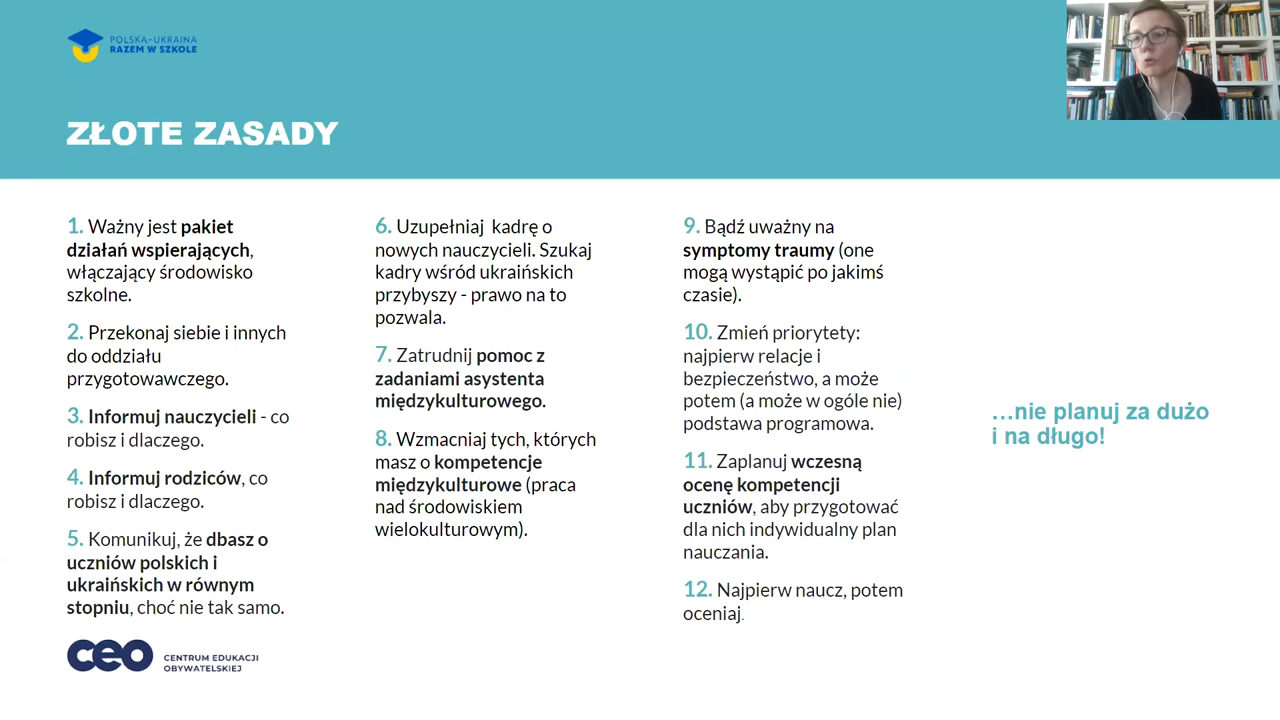 POLSKA-UKRAINA
RAZEM W SZKOLE
ZŁOTE ZASADY
1. Ważny jest pakiet
działań wspierających,
włączający środowisko
szkolne.
2. Przekonaj siebie i innych
do oddziału
przygotowawczego.
3. Informuj nauczycieli - co
robisz i dlaczego.
4. Informuj rodziców, co
robisz i dlaczego.
5. Komunikuj, że dbasz o
uczniów polskich i
ukraińskich w równym
stopniu, choć nie tak samo.
6. Uzupełniaj kadrę o
nowych nauczycieli. Szukaj
kadry wśród ukraińskich
przybyszy - prawo na to
pozwala.
7. Zatrudnij pomoc z
zadaniami asystenta
międzykulturowego.
8. Wzmacniaj tych, których
masz o kompetencje
międzykulturowe (praca
nad środowiskiem
wielokulturowym).
9. Bądź uważny na
symptomy traumy (one
mogą wystąpić po jakimś
czasie).
10. Zmień priorytety:
najpierw relacje i
bezpieczeństwo, a może
potem (a może w ogóle nie)
podstawa programowa.
11. Zaplanuj wczesną
ocenę kompetencji
uczniów, aby przygotować
dla nich indywidualny plan
nauczania.
12. Najpierw naucz, potem
oceniaj.
...nie planuj za dużo
i na długo!
ceo CENTRUM EDUKACJI
OBYWATELSKIEJ